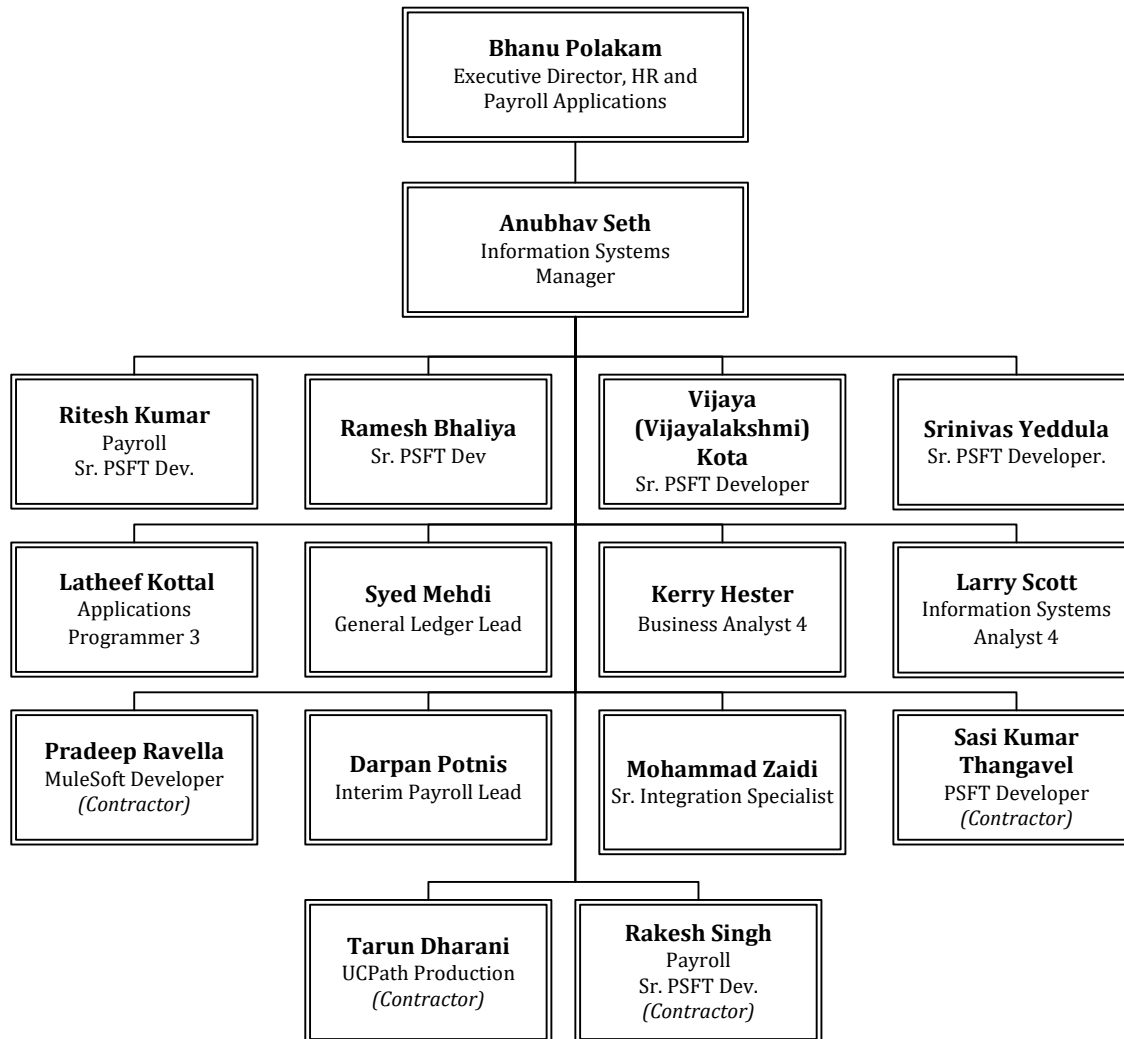 Bhanu Polakam
Executive Director, HR and
Payroll Applications
Anubhav Seth
Information Systems
Manager
Ritesh Kumar
Payroll
Sr. PSFT Dev.
Ramesh Bhaliya
Sr. PSFT Dev
Vijaya
(Vijayalakshmi)
Kota
Sr. PSFT Developer
Srinivas Yeddula
Sr. PSFT Developer.
Latheef Kottal
Applications
Programmer 3
Syed Mehdi
General Ledger Lead
Kerry Hester
Business Analyst 4
Larry Scott
Information Systems
Analyst 4
Pradeep Ravella
MuleSoft Developer
(Contractor)
Darpan Potnis
Interim Payroll Lead
Mohammad Zaidi
Sr. Integration Specialist
Sasi Kumar
Thangavel
PSFT Developer
(Contractor)
Tarun Dharani
UCPath Production
(Contractor)
Rakesh Singh
Payroll
Sr. PSFT Dev.
(Contractor)